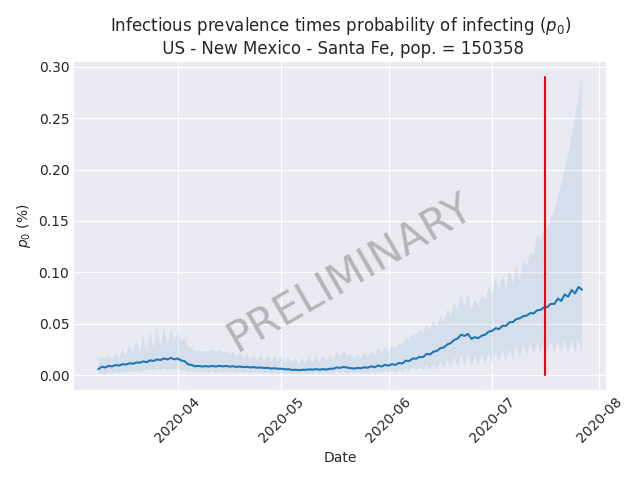 Infectious prevalence times probability of infecting (p₀)
US - New Mexico - Santa Fe, pop. = 150358
0.30
0.25
0.20
0.15
0.10
0.05
0.00
p₀ (%)
PRELIMINARY
2020-04
2020-05
2020-06
2020-07
2020-08
Date